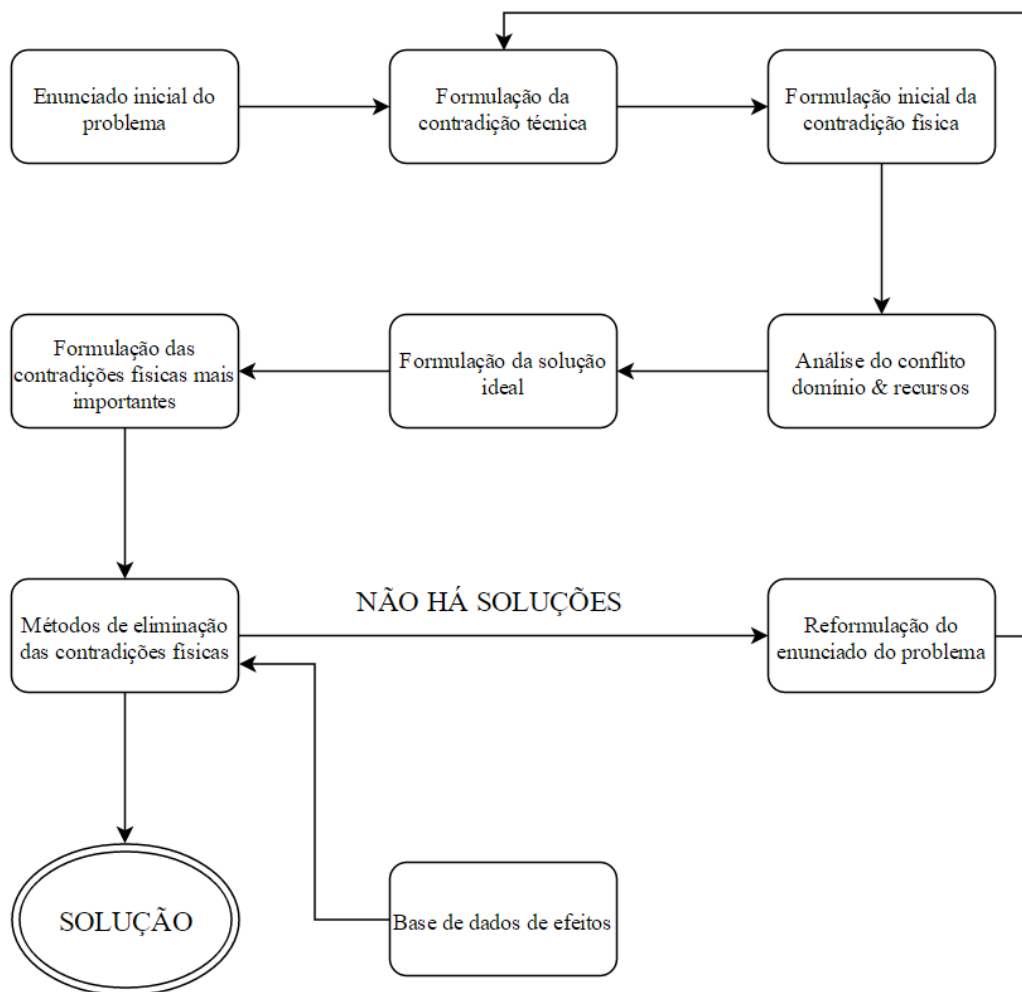 Enunciado inicial do
problema
Formulação da
contradição técnica
Formulação inicial da
contradição física
Formulação das
contradições físicas mais
importantes
Formulação da solução
ideal
Análise do conflito
domínio & recursos
Métodos de eliminação
das contradições físicas
NÃO HÁ SOLUÇÕES
Reformulação do
enunciado do problema
SOLUÇÃO
Base de dados de efeitos